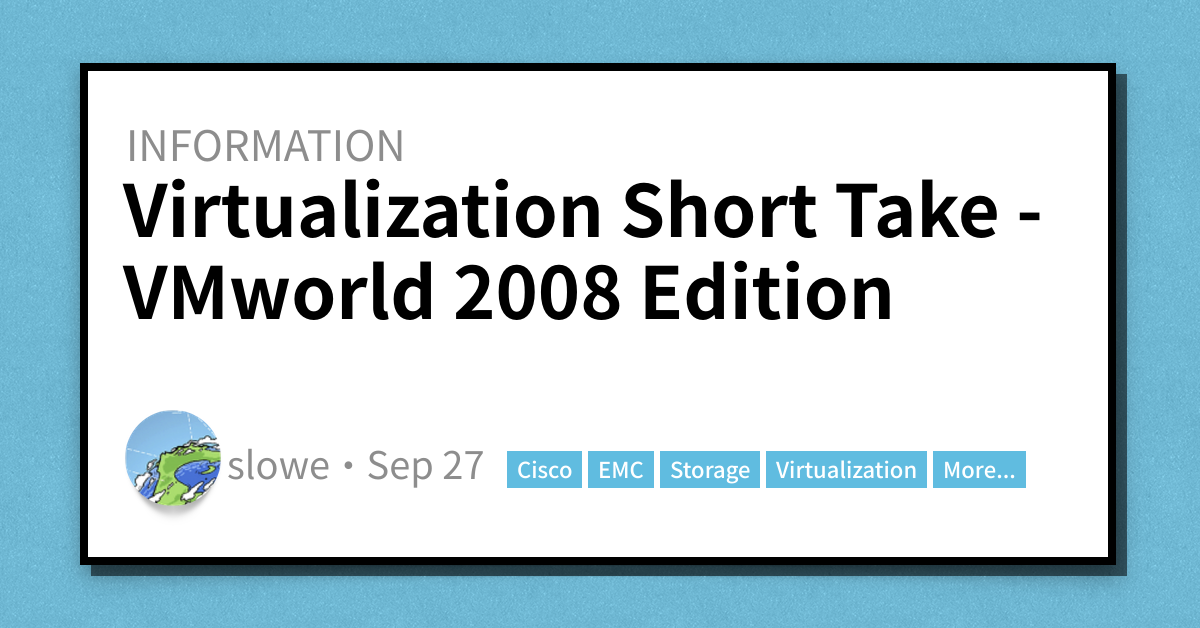 INFORMATION
Virtualization Short Take -
VMworld 2008 Edition
slowe • Sep 27 Cisco EMC Storage Virtualization More...